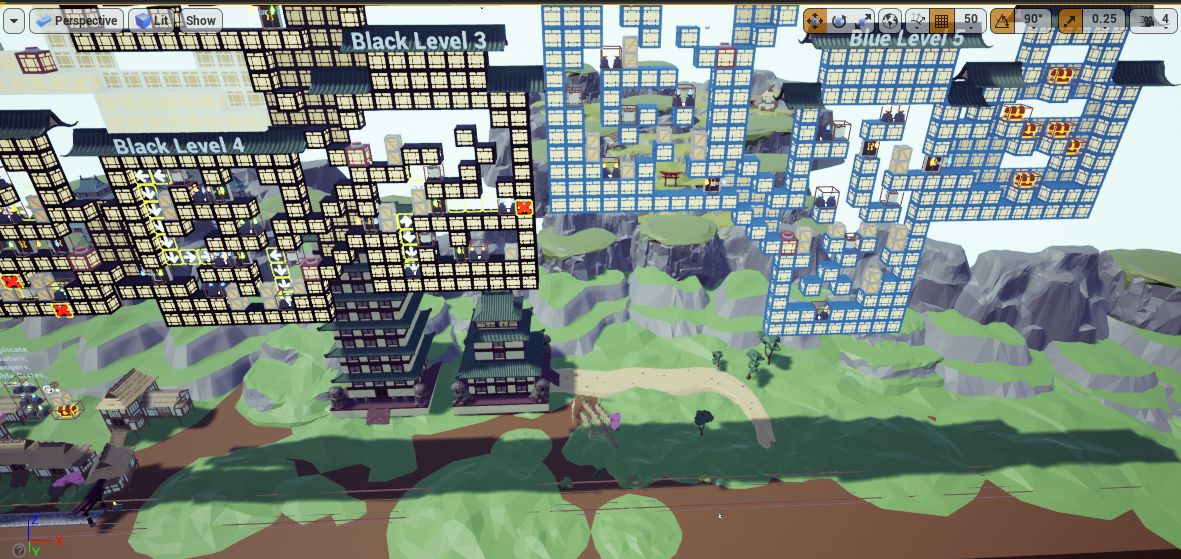 Perspective
Lit
Show
50
90°
0.25
4
Black Level 3
Blue Level 5
Black Level 4
X
Y